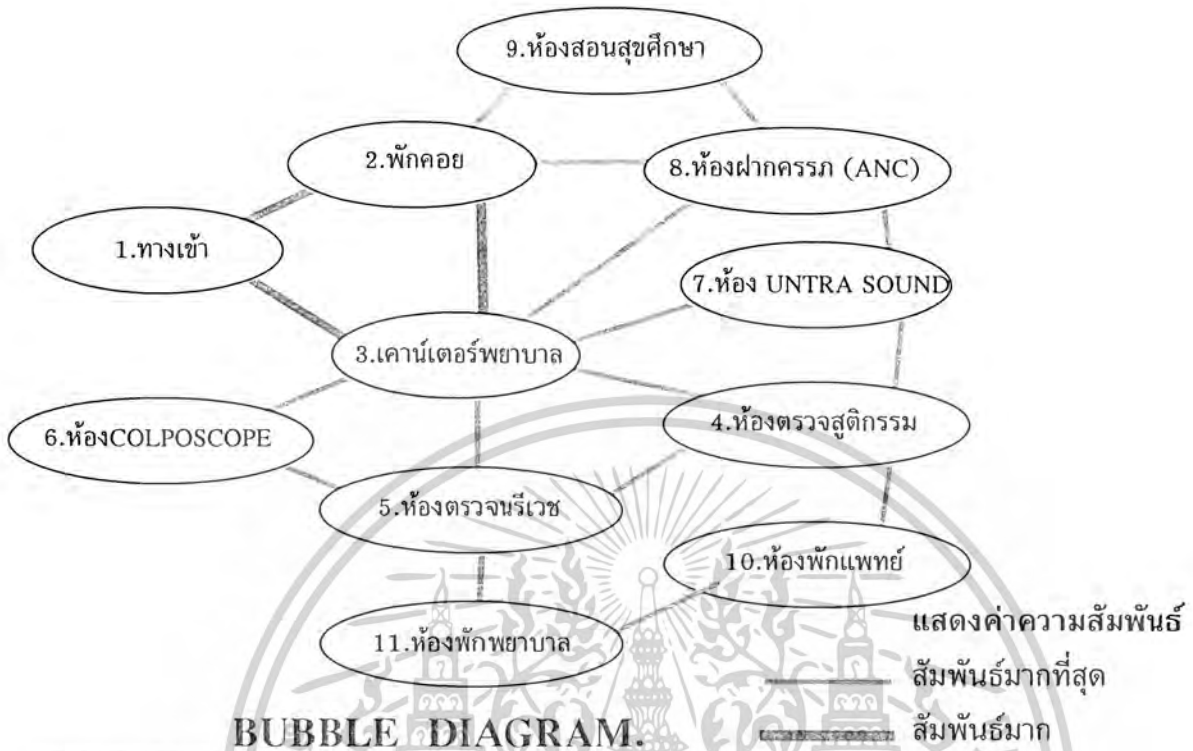 9.ห้องสอนสุขศึกษา
2.พักคอย
8.ห้องฝากครรภ (ANC)
1.ทางเข้า
7.ห้อง UNTRA SOUND
3.เคาน์เตอร์พยาบาล
6.ห้องCOLPOSCOPE
4.ห้องตรวจสูติกรรม
5.ห้องตรวจนรีเวช
10.ห้องพักแพทย์
11.ห้องพักพยาบาล
แสดงค่าความสัมพันธ์
สัมพันธ์มากที่สุด
สัมพันธ์มาก
BUBBLE DIAGRAM.